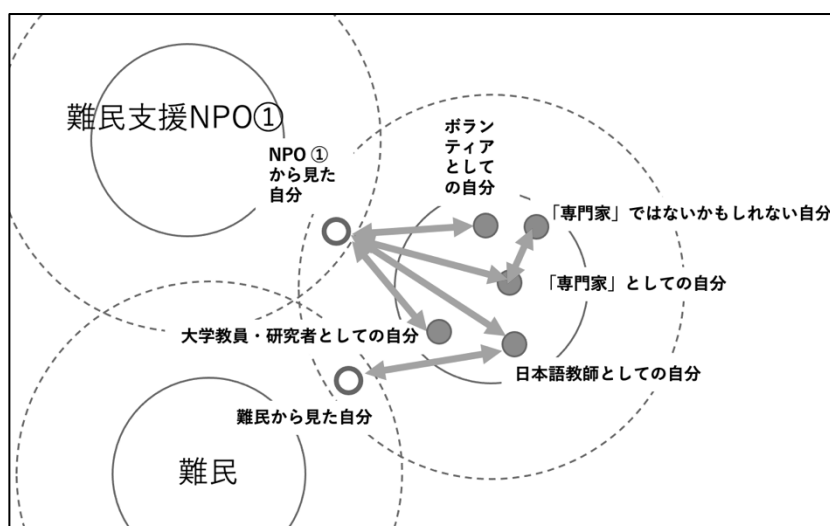 難民支援NPO①
NPO ①
から見た
自分
ボラン
ティア
として
の自分
「専門家」ではないかもしれない自分
「専門家」としての自分
大学教員・研究者としての自分
日本語教師としての自分
難民から見た自分
難民